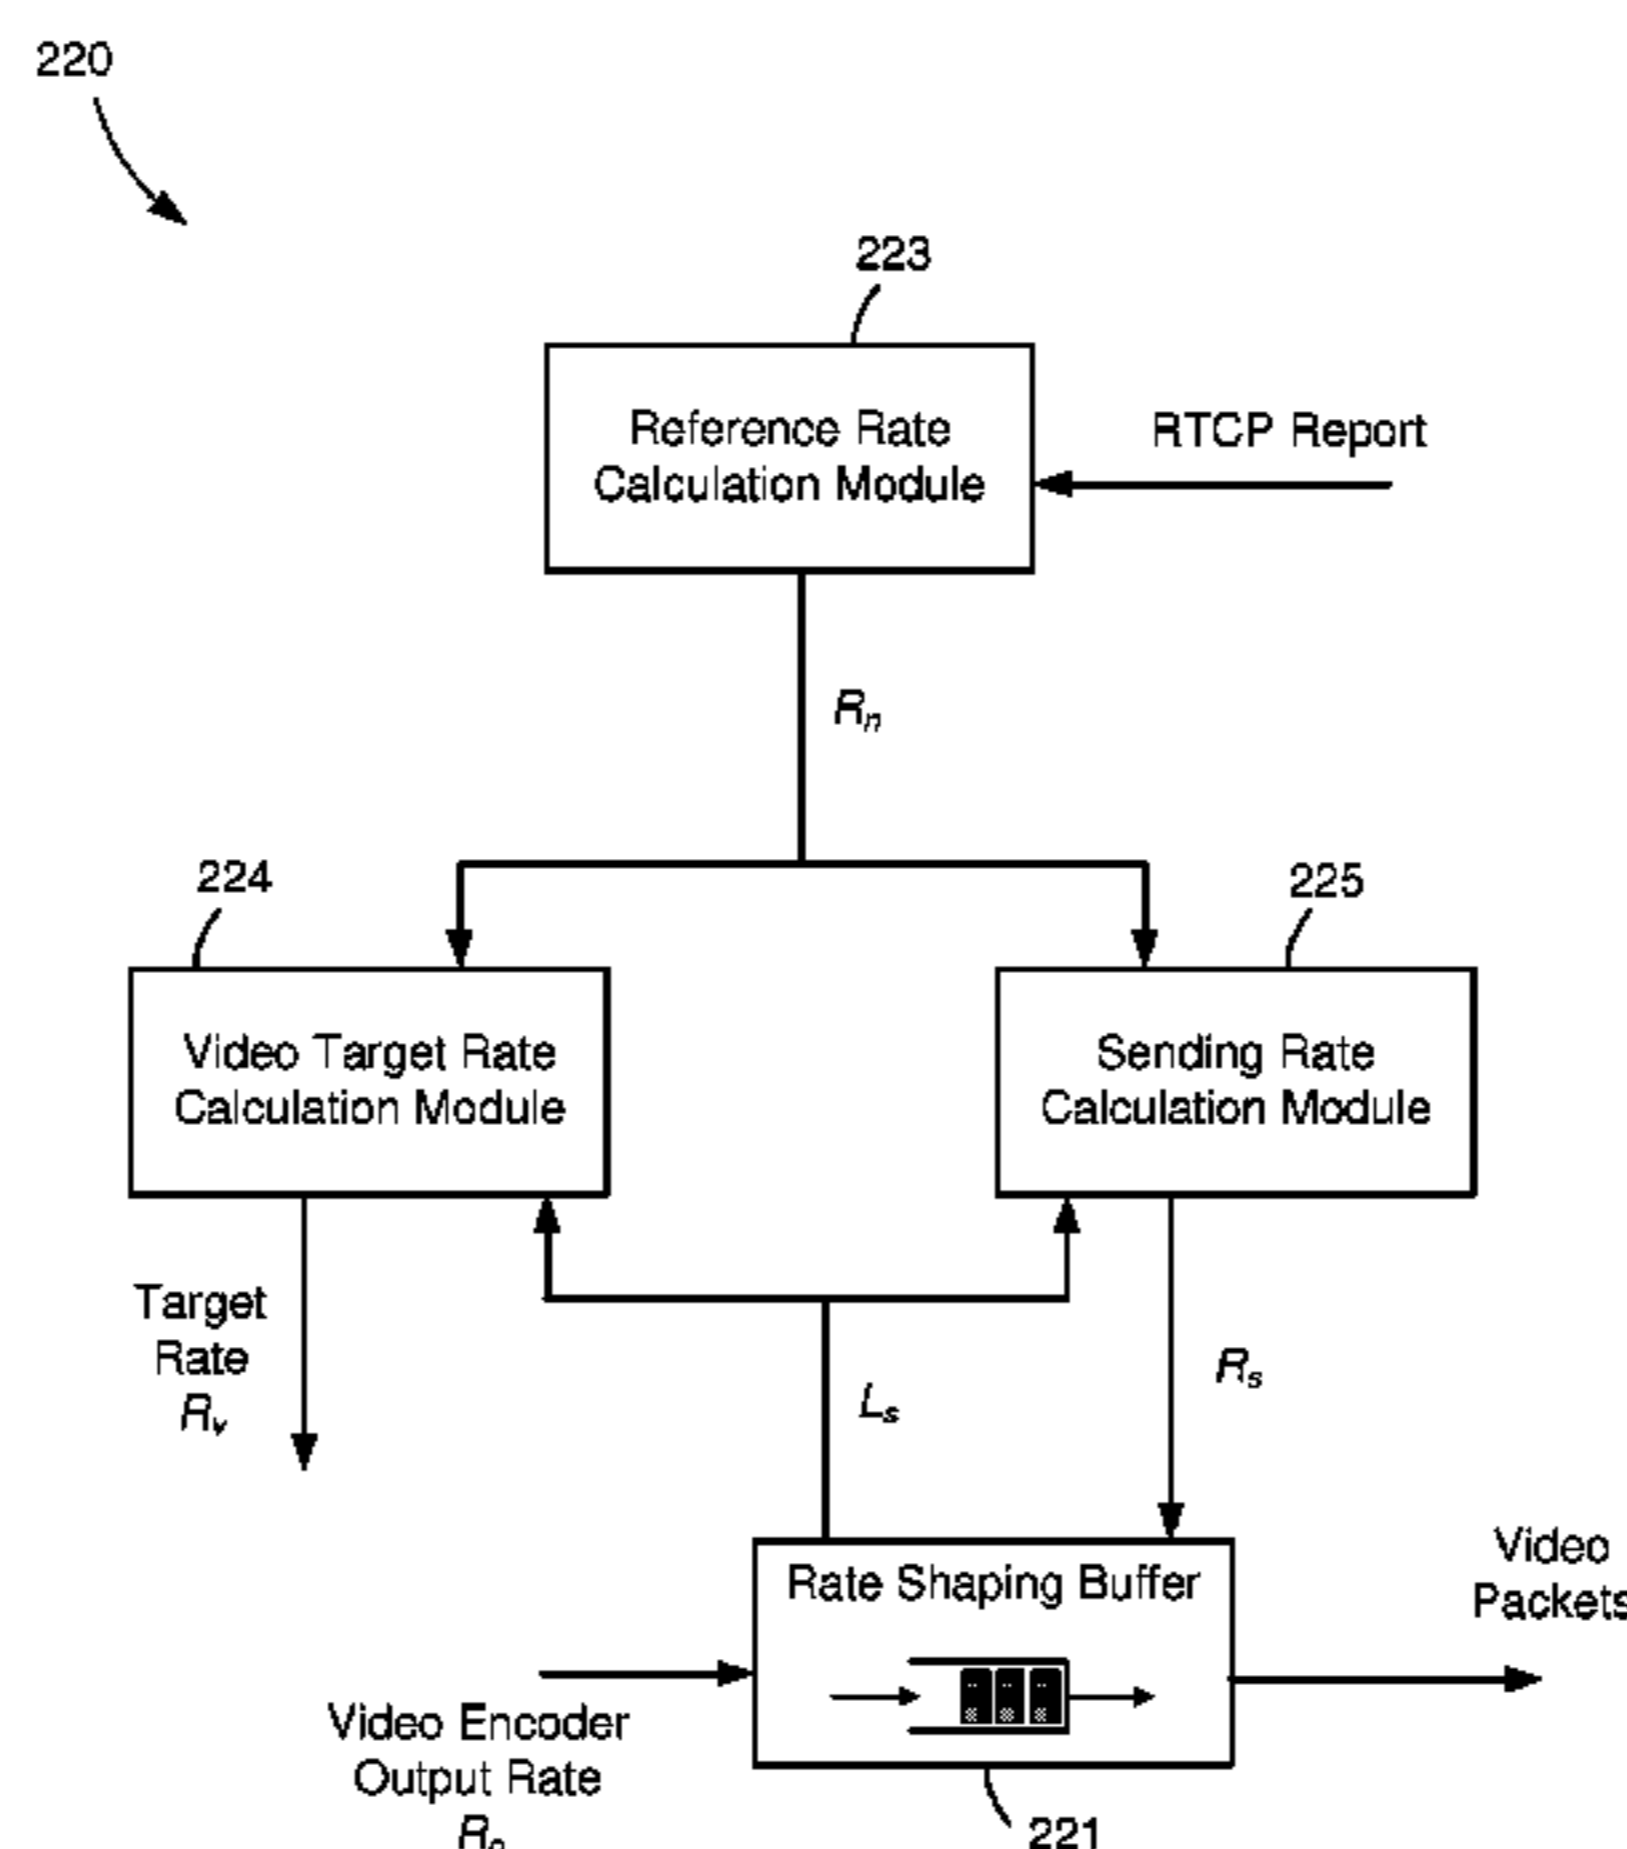 220
223
Reference Rate
Calculation Module
RTCP Report
Rn
224
225
Video Target Rate
Calculation Module
Sending Rate
Calculation Module
Target
Rate
Rv
Ls
Rs
Rate Shaping Buffer
Video
Packets
Video Encoder
Output Rate
221